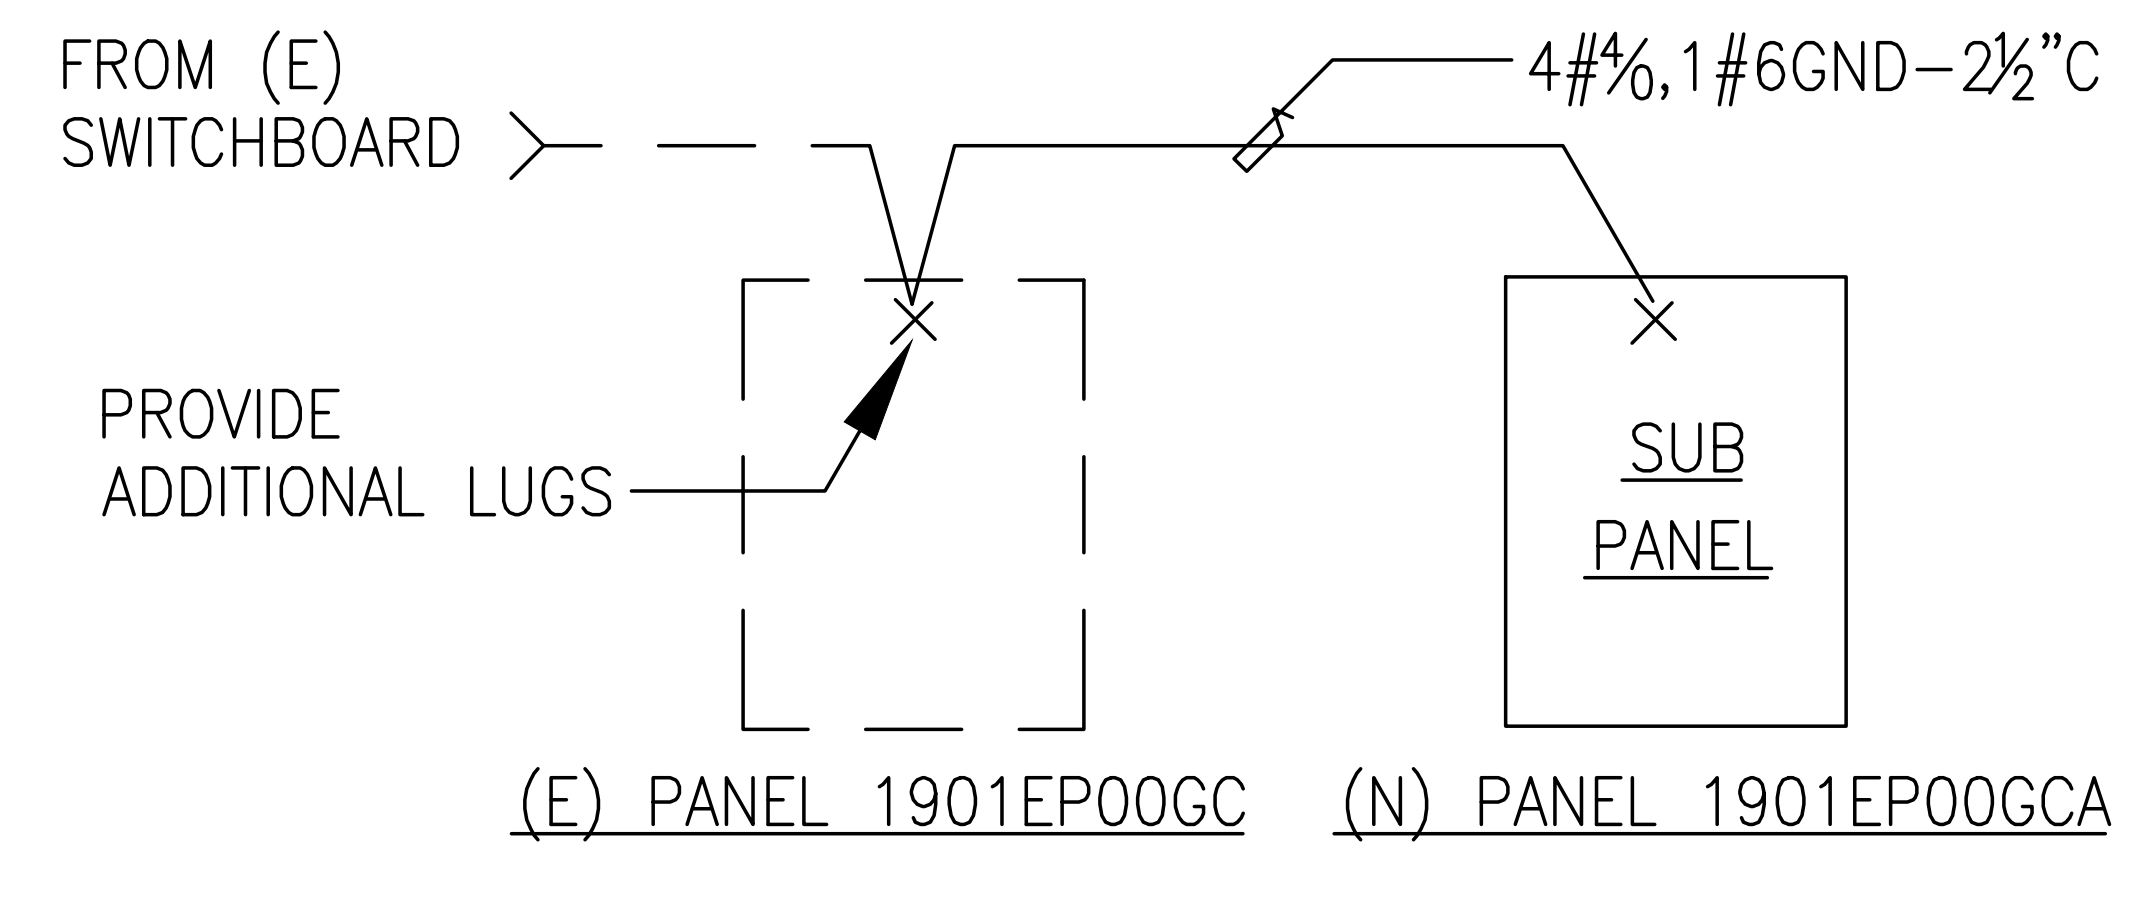 FROM (E)
SWITCHBOARD
4#4/0, 1#6GND-2½"C
PROVIDE
ADDITIONAL LUGS
SUB
PANEL
(E) PANEL 1901EP00GC
(N) PANEL 1901EP00GCA